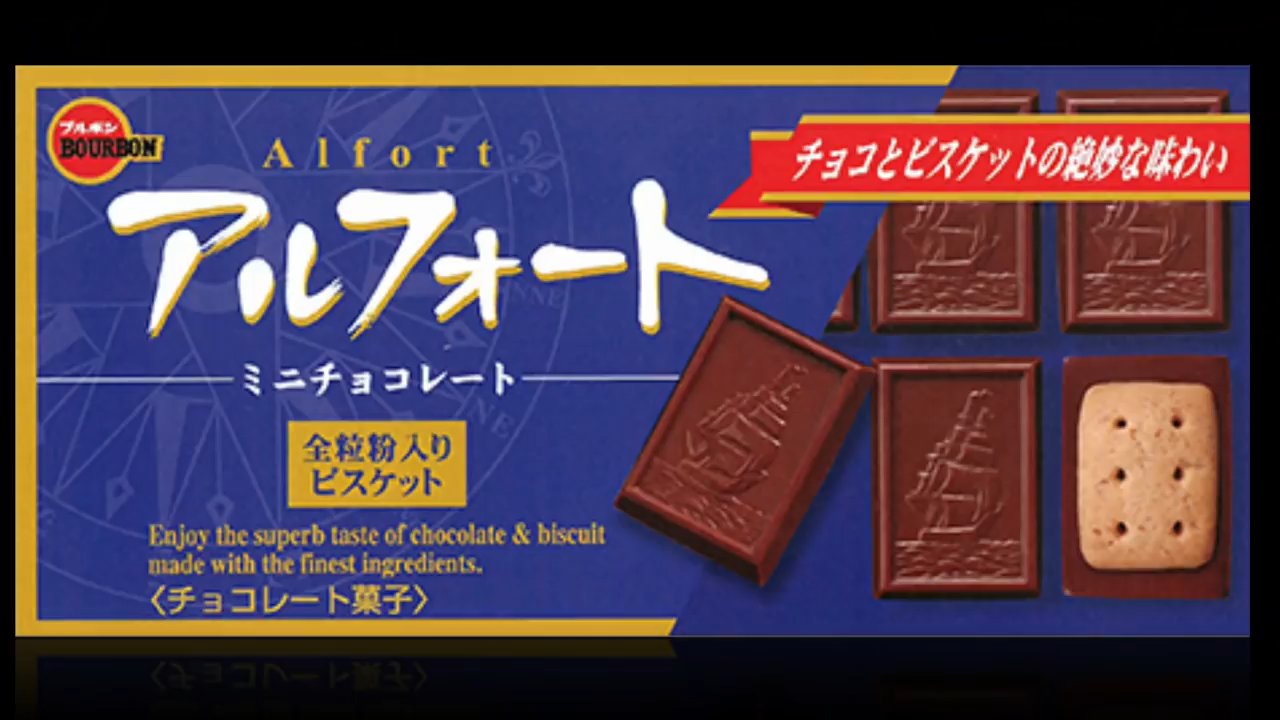 ブルボン
BOURBON
Alfort
アルフォート
ミニチョコレート
チョコとビスケットの絶妙な味わい
全粒粉入り
ビスケット
Enjoy the superb taste of chocolate & biscuit
made with the finest ingredients.
〈チョコレート菓子〉